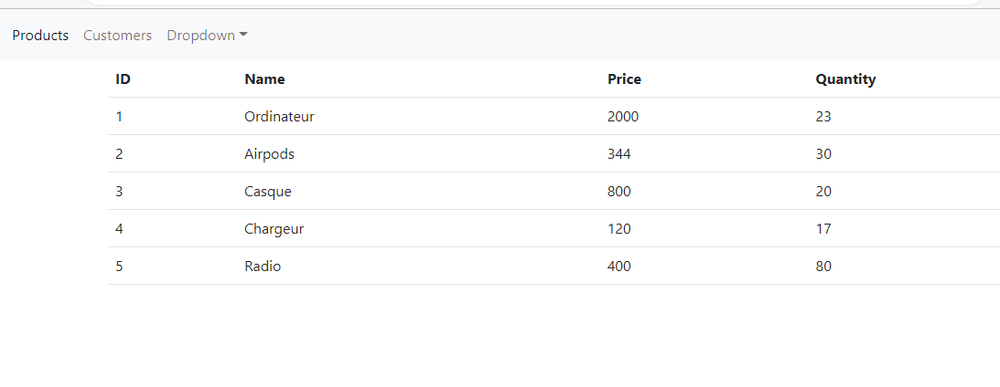 Products Customers Dropdown
ID Name Price Quantity
1 Ordinateur 2000 23
2 Airpods 344 30
3 Casque 800 20
4 Chargeur 120 17
5 Radio 400 80